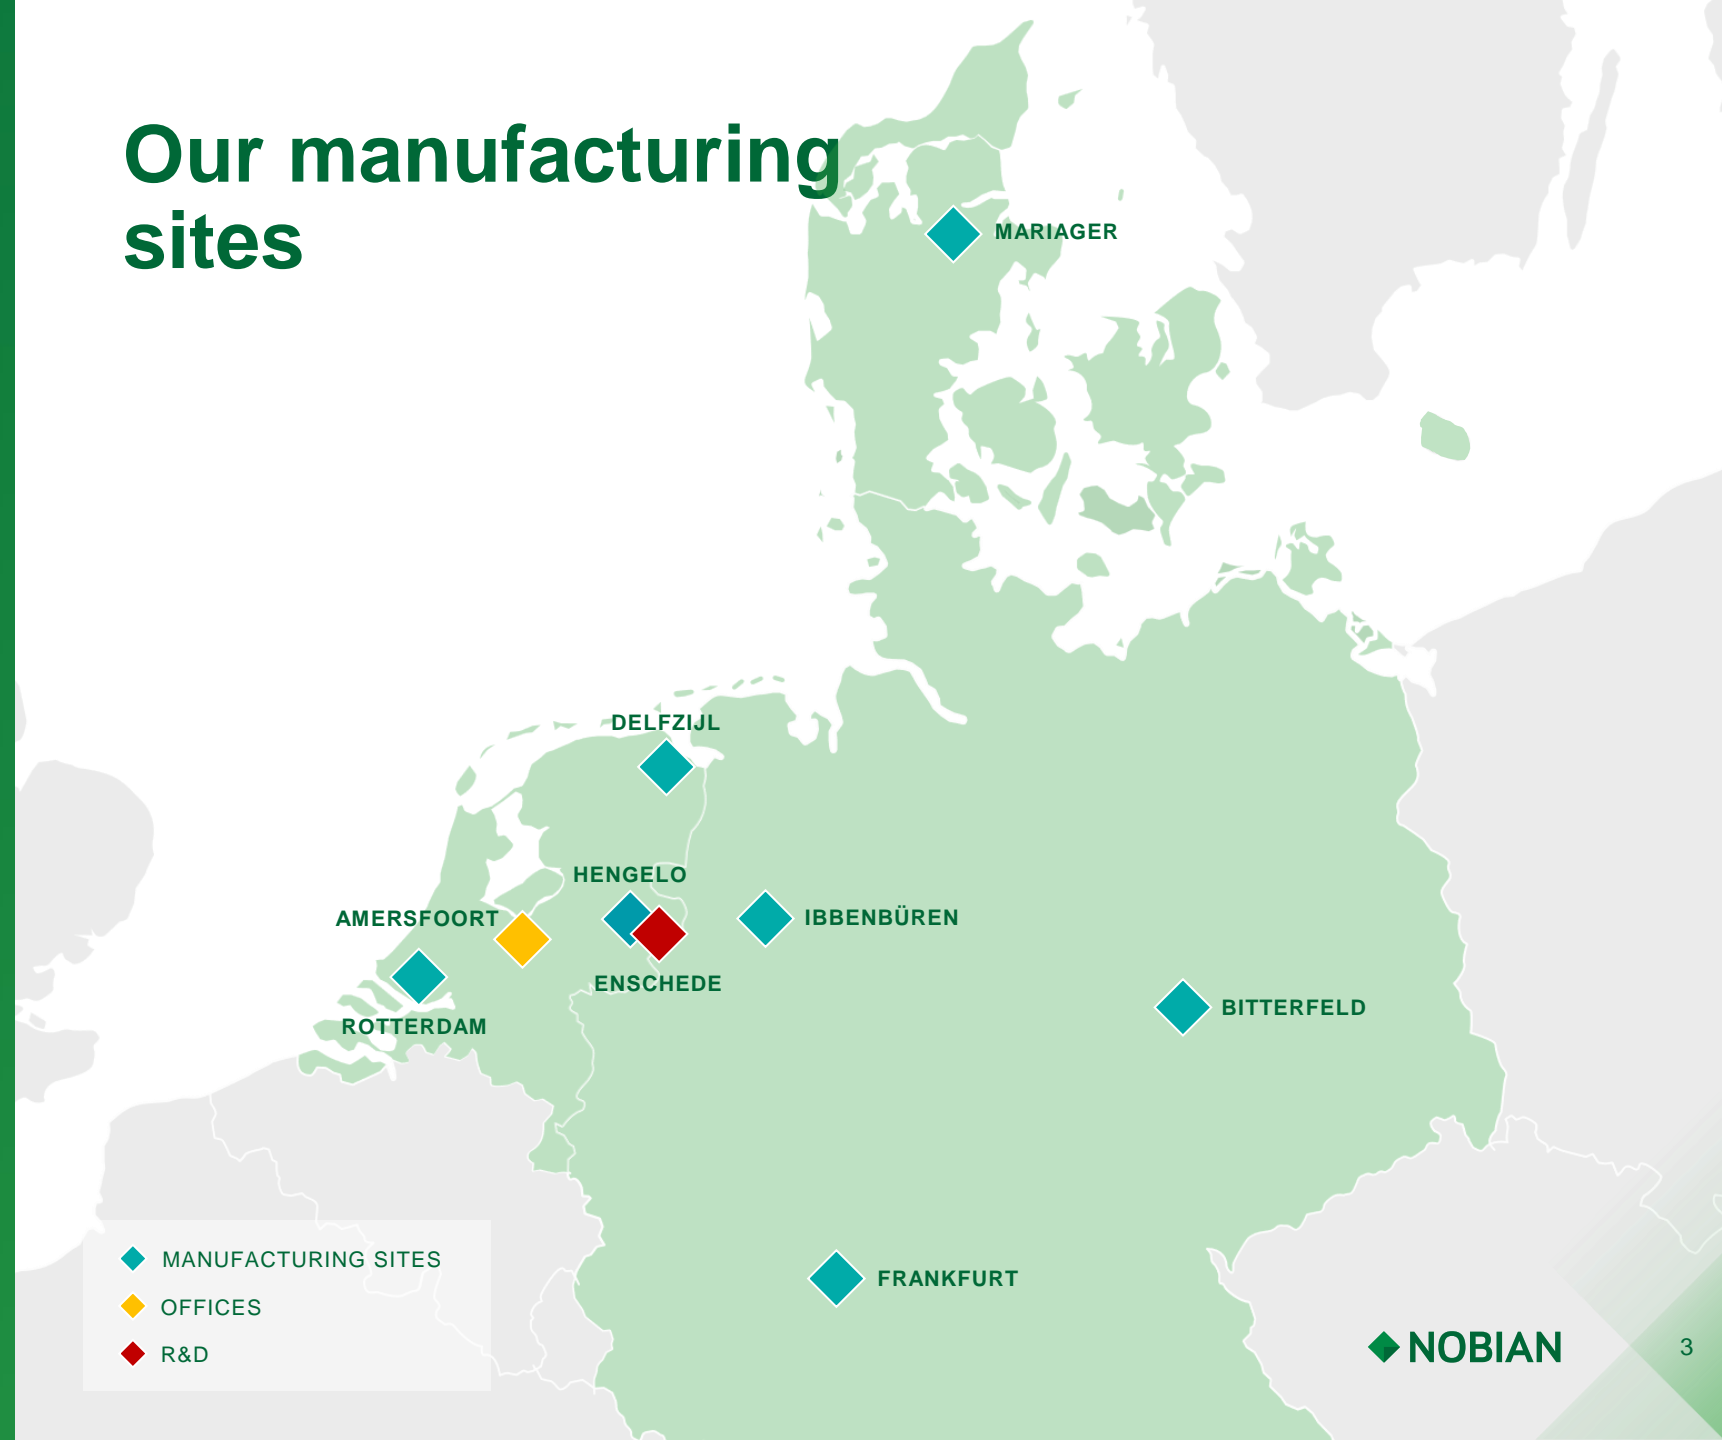 Our manufacturing
sites
MARIAGER
DELFZIJL
HENGELO
AMERSFOORT
IBBENBÜREN
ENSCHEDE
ROTTERDAM
BITTERFELD
FRANKFURT
MANUFACTURING SITES
OFFICES
R&D
NOBIAN
3